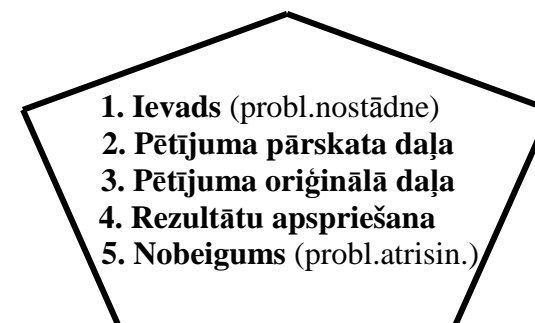 1. Ievads (probl.nostādne)
2. Pētījuma pārskata daļa
3. Pētījuma oriģinālā daļa
4. Rezultātu apspriešana
5. Nobeigums (probl.atrisin.)